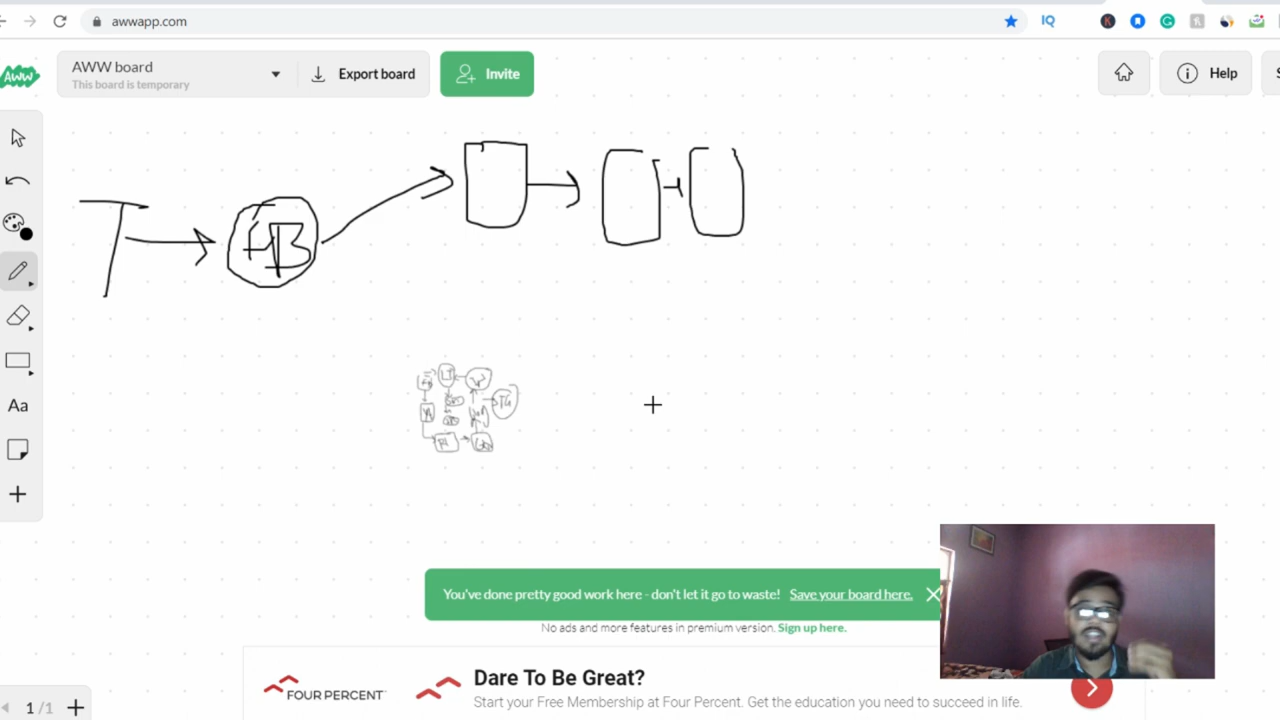 awwapp.com
IQ
AWW
AWW board
This board is temporary
Export board
Invite
Help
T
FB
Aa
You've done pretty good work here - don't let it go to waste! Save your board here.
No ads and more features in premium version. Sign up here.
FOUR PERCENT
Dare To Be Great?
Start your Free Membership at Four Percent. Get the education you need to succeed in life.
1 / 1